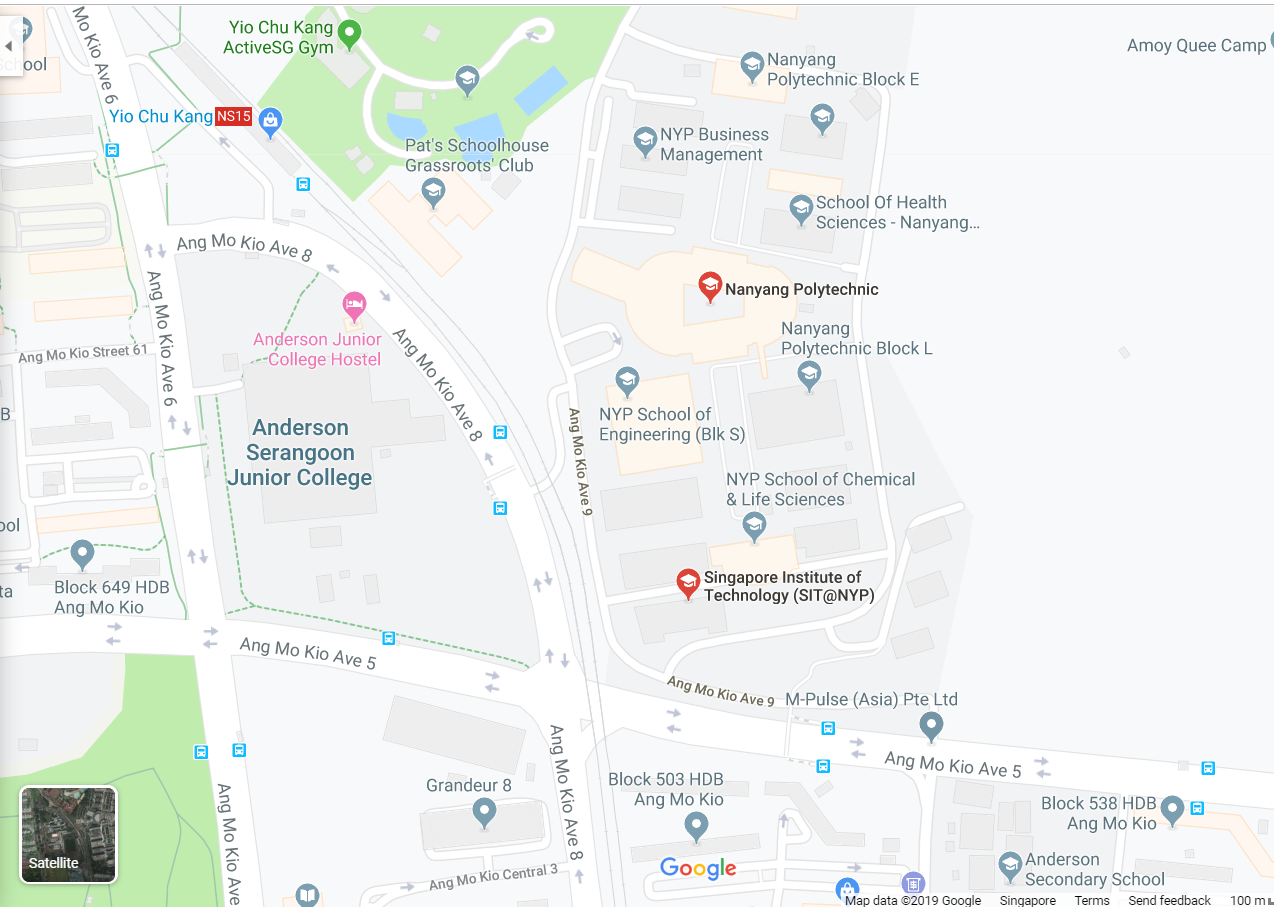 Mo Kio Ave 6
chool
Yio Chu Kang
ActiveSG Gym
Yio Chu Kang NS15
Pat's Schoolhouse
Grassroots' Club
Nanyang
Polytechnic Block E
Amoy Quee Camp
NYP Business
Management
School Of Health
Sciences - Nanyang...
Ang Mo Kio Ave 8
Ang Mo Kio Ave 6
Nanyang Polytechnic
Anderson Junior
College Hostel
Ang Mo Kio Ave 8
Nanyang
Polytechnic Block L
Ang Mo Kio Street 61
B
Anderson
Serangoon
Junior College
NYP School of
Engineering (Blk S)
Ang Mo Kio Ave 9
NYP School of Chemical
& Life Sciences
ool
ta
Block 649 HDB
Ang Mo Kio
Singapore Institute of
Technology (SIT@NYP)
Ang Mo Kio Ave 5
Ang Mo Kio Ave 9
M-Pulse (Asia) Pte Ltd
Ang Mo Kio Ave 5
Ang Mo Kio Ave 8
Grandeur 8
Block 503 HDB
Ang Mo Kio
Block 538 HDB
Ang Mo Kio
Ang Mo Kio Ave
Satellite
Ang Mo Kio Central 3
Google
Anderson
Secondary School
Map data ©2019 Google Singapore Terms Send feedback 100 m